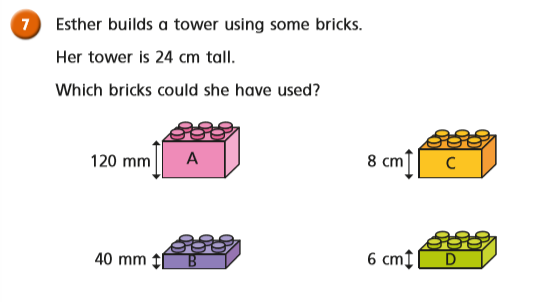 7 Esther builds a tower using some bricks.
Her tower is 24 cm tall.
Which bricks could she have used?
120 mm A
8 cm C
40 mm B
6 cm D